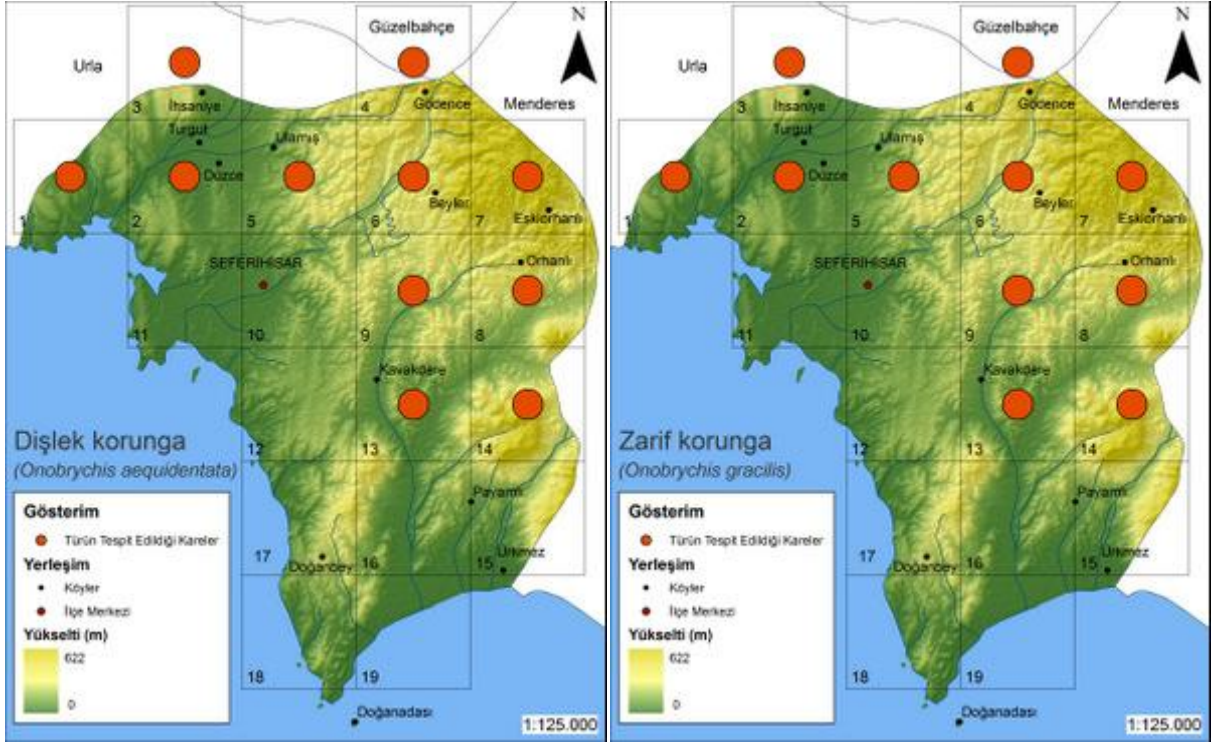 Güzelbahçe
N
Urla
3
4
İhsaniye
Gödence
Menderes
Turgut
Ulamış
Düzce
Beyler
Eskiorhanlı
1
2
5
6
7
SEFERİHİSAR
Orhanlı
11
10
9
8
Kavakdere
Dişlek korunga
(Onobrychis aequidentata)
12
13
14
Payamlı
Gösterim
Türün Tespit Edildiği Kareler
Yerleşim
Köyler
İlçe Merkezi
Yükselti (m)
622
0
17
Doğanbey
16
15
Ürkmez
18
19
Doğanadası
1:125.000
Güzelbahçe
N
Urla
3
4
İhsaniye
Gödence
Menderes
Turgut
Ulamış
Düzce
Beyler
Eskiorhanlı
1
2
5
6
7
SEFERİHİSAR
Orhanlı
11
10
9
8
Kavakdere
Zarif korunga
(Onobrychis gracilis)
12
13
14
Payamlı
Gösterim
Türün Tespit Edildiği Kareler
Yerleşim
Köyler
İlçe Merkezi
Yükselti (m)
622
0
17
Doğanbey
16
15
Ürkmez
18
19
Doğanadası
1:125.000